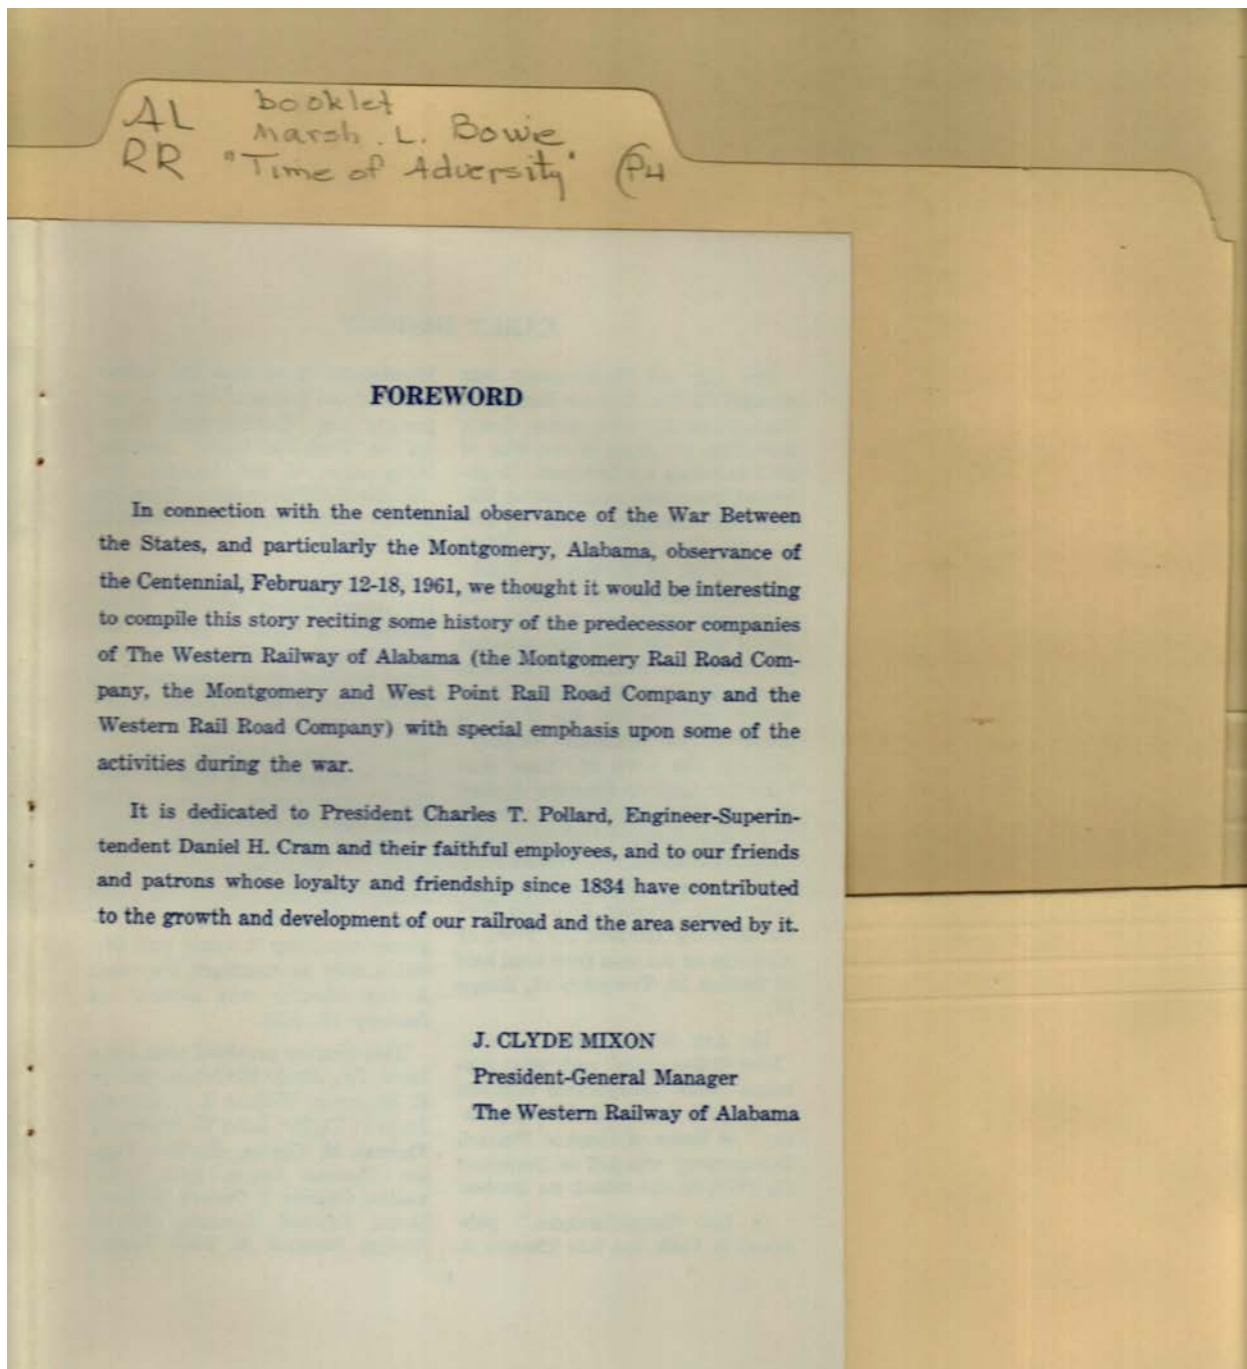 AL booklet
Marsh. L. Bowie
RR "Time of Adversity" (P4
FOREWORD
In connection with the centennial observance of the War Between
the States, and particularly the Montgomery, Alabama, observance of
the Centennial, February 12-18, 1961, we thought it would be interesting
to compile this story reciting some history of the predecessor companies
of The Western Railway of Alabama (the Montgomery Rail Road Com-
pany, the Montgomery and West Point Rail Road Company and the
Western Rail Road Company) with special emphasis upon some of the
activities during the war.
It is dedicated to President Charles T. Pollard, Engineer-Superin-
tendent Daniel H. Cram and their faithful employees, and to our friends
and patrons whose loyalty and friendship since 1834 have contributed
to the growth and development of our railroad and the area served by it.
J. CLYDE MIXON
President-General Manager
The Western Railway of Alabama